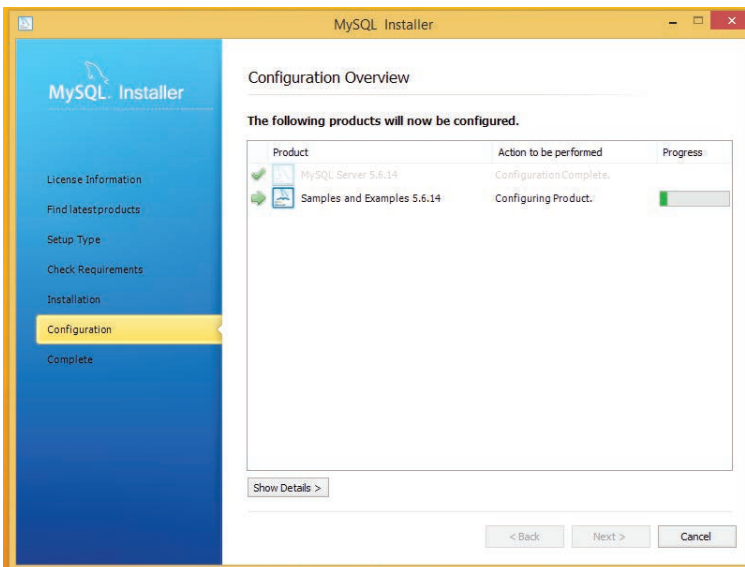 MySQL Installer
MySQL. Installer
License Information
Find latest products
Setup Type
Check Requirements
Installation
Configuration
Complete
Configuration Overview
The following products will now be configured.
Product Action to be performed Progress
MySQL Server 5.6.14 Configuration Complete.
Samples and Examples 5.6.14 Configuring Product.
Show Details >
< Back Next > Cancel